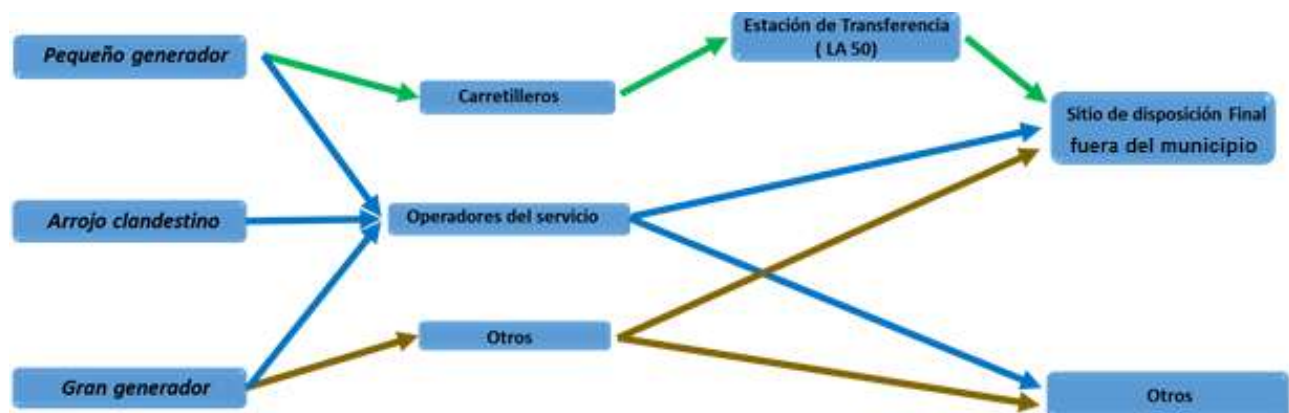 Pequeño generador
Arrojo clandestino
Gran generador
Carretilleros
Operadores del servicio
Otros
Estación de Transferencia
( LA 50)
Sitio de disposición Final
fuera del municipio
Otros